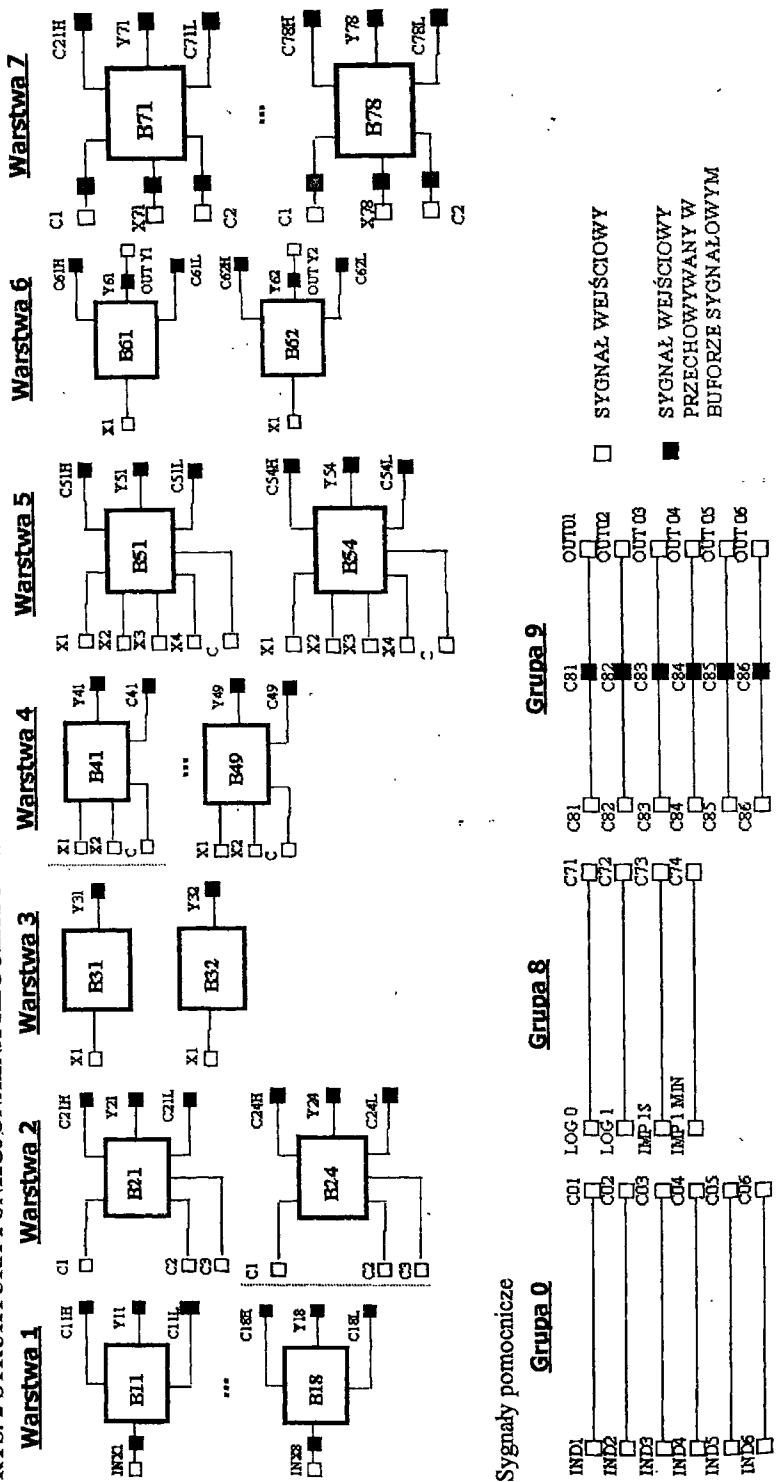 Warstwa 1
Warstwa 2
Warstwa 3
Warstwa 4
Warstwa 5
Warstwa 6
Warstwa 7
INX1
B11
C11H
Y11
C11L
...
INX8
B18
C18H
Y18
C18L
C1
C2
C3
B21
C21H
Y21
C21L
C1
C2
C3
B24
C24H
Y24
C24L
X1
B31
Y31
X1
B32
Y32
X1
X2
C
B41
Y41
C41
...
X1
X2
C
B49
Y49
C49
X1
X2
X3
X4
C
B51
C51H
Y51
C51L
X1
X2
X3
X4
C
B54
C54H
Y54
C54L
X1
B61
C61H
Y61
OUT Y1
C61L
X1
B62
C62H
Y62
OUT Y2
C62L
C1
X71
C2
B71
C21H
Y71
C71L
...
C1
X78
C2
B78
C78H
Y78
C78L
Sygnały pomocnicze
Grupa 0
IND1 C01
IND2 C02
IND3 C03
IND4 C04
IND5 C05
IND6 C06
Grupa 8
LOG 0 C71
LOG 1 C72
IMP 1S C73
IMP 1 MIN C74
Grupa 9
C81 C81 OUT01
C82 C82 OUT02
C83 C83 OUT 03
C84 C84 OUT 04
C85 C85 OUT 05
C86 C86 OUT 06
SYGNAŁ WEJŚCIOWY
SYGNAŁ WEJŚCIOWY
PRZECHOWYWANY W
BUFORZE SYGNAŁOWYM